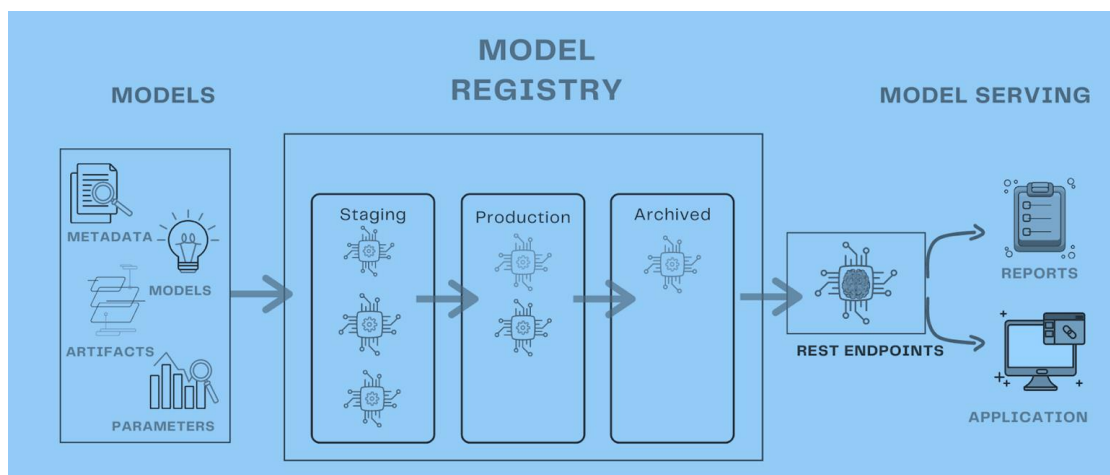 MODEL
REGISTRY
MODELS
MODEL SERVING
METADATA
MODELS
ARTIFACTS
PARAMETERS
Staging
Production
Archived
REST ENDPOINTS
REPORTS
APPLICATION